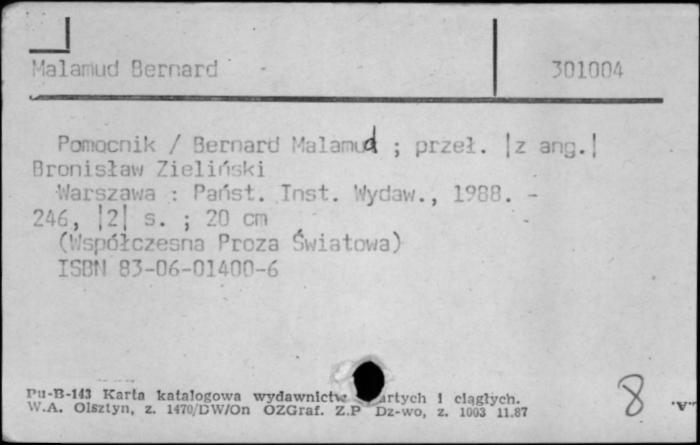 Malamud Bernard 301004
Pomocnik / Bernard Malamud ; przeł. |z ang.|
Bronisław Zieliński
Warszawa : Państ. Inst. Wydaw., 1988. -
246, |2| s. ; 20 cm
(Współczesna Proza Światowa)
ISBN 83-06-01400-6
Pu-B-143 Karta katalogowa wydawnictw artych i ciągłych.
W.A. Olsztyn, z. 1470/DW/On OZGraf. Z.P Dz-wo, z. 1003 11.87
8